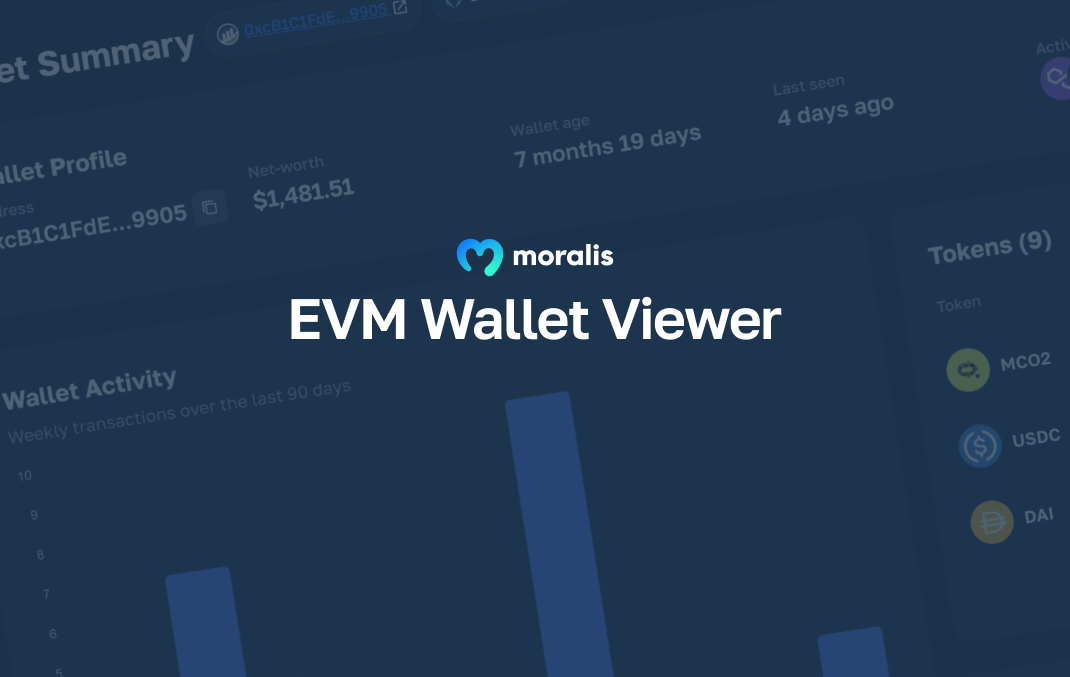 et Summary
0xcB1C1FdE...9905
Wallet Profile
Net-worth
$1,481.51
Wallet age
7 months 19 days
Last seen
4 days ago
Activ
dress
xcB1C1FdE...9905
moralis
EVM Wallet Viewer
Tokens (9)
Token
MCO2
USDC
DAI
Wallet Activity
Weekly transactions over the last 90 days
10
9
8
7
6
5